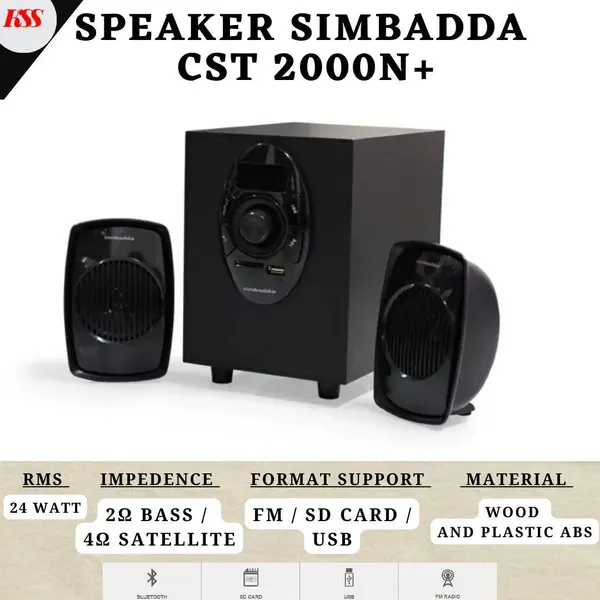 KSS
SPEAKER SIMBADDA
CST 2000N+
simbadda
simbadda
simbadda
RMS
IMPEDENCE
FORMAT SUPPORT
MATERIAL
24 WATT
2Ω BASS /
4Ω SATELLITE
FM / SD CARD /
USB
WOOD
AND PLASTIC ABS
BLUETOOTH
SD CARD
USB
FM RADIO